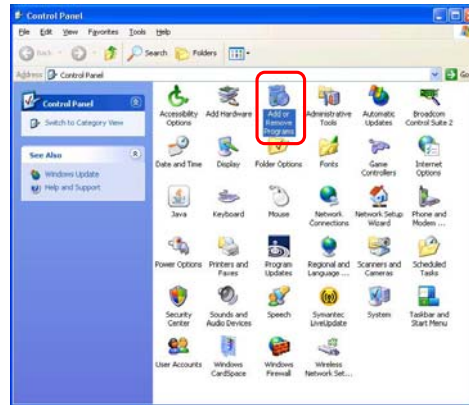 Control Panel
File Edit View Favorites Tools Help
Back Search Folders
Address Control Panel Go
Control Panel
Switch to Category View
See Also
Windows Update
Help and Support
Accessibility Options
Add Hardware
Add or Remove Programs
Administrative Tools
Automatic Updates
Broadcom Control Suite 2
Date and Time
Display
Folder Options
Fonts
Game Controllers
Internet Options
Java
Keyboard
Mouse
Network Connections
Network Setup Wizard
Phone and Modem ...
Power Options
Printers and Faxes
Program Updates
Regional and Language ...
Scanners and Cameras
Scheduled Tasks
Security Center
Sounds and Audio Devices
Speech
Symantec LiveUpdate
System
Taskbar and Start Menu
User Accounts
Windows CardSpace
Windows Firewall
Wireless Network Set...